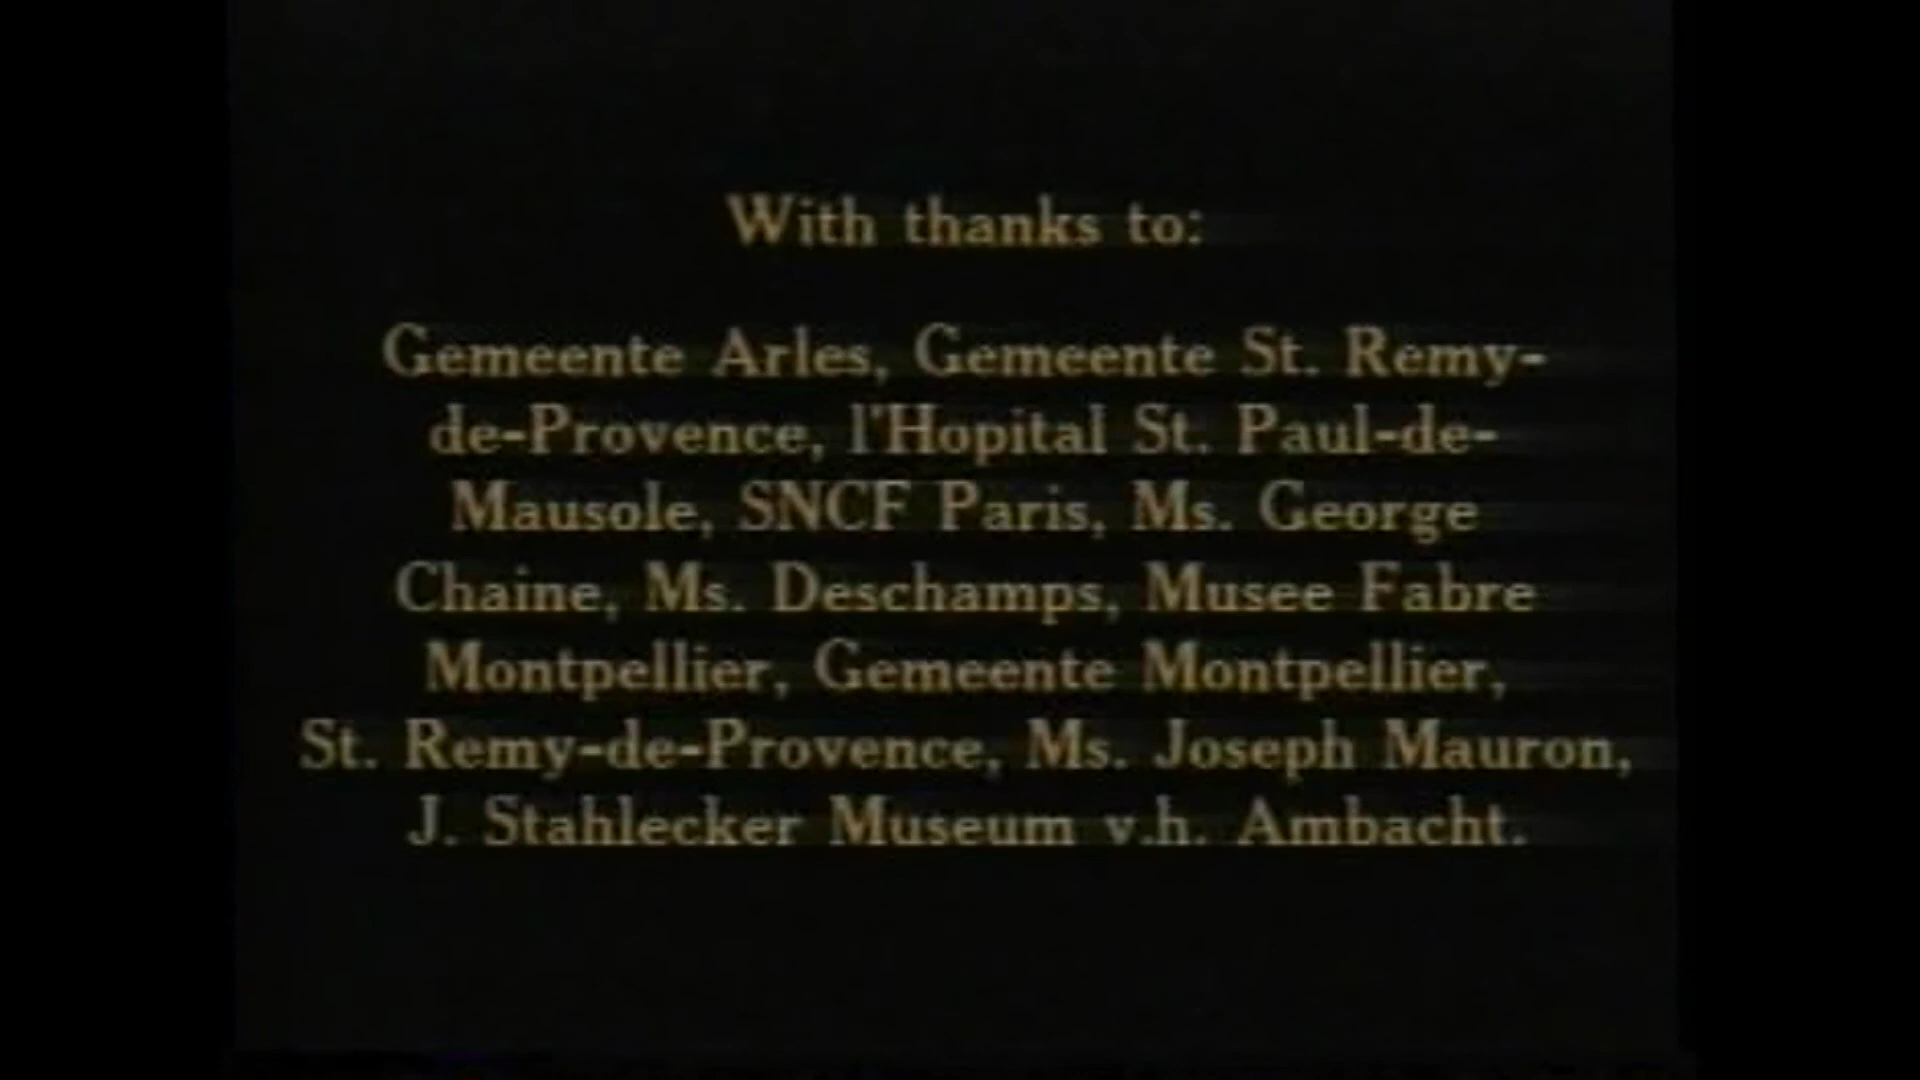 With thanks to:
Gemeente Arles, Gemeente St. Remy-
de-Provence, l'Hopital St. Paul-de-
Mausole, SNCF Paris, Ms. George
Chaine, Ms. Deschamps, Musee Fabre
Montpellier, Gemeente Montpellier,
St. Remy-de-Provence, Ms. Joseph Mauron,
J. Stahlecker Museum v.h. Ambacht.